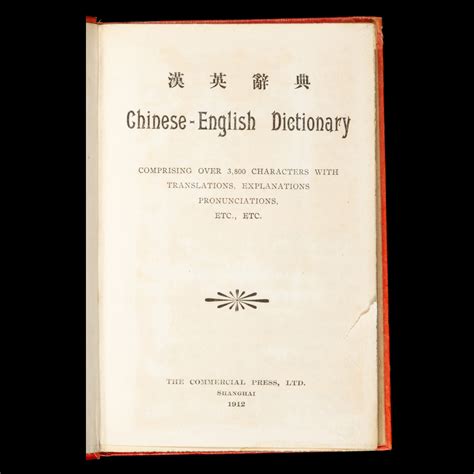 漢英辭典
Chinese-English Dictionary
COMPRISING OVER 3,800 CHARACTERS WITH
TRANSLATIONS, EXPLANATIONS
PRONUNCIATIONS,
ETC., ETC.
THE COMMERCIAL PRESS, LTD.
SHANGHAI
1912